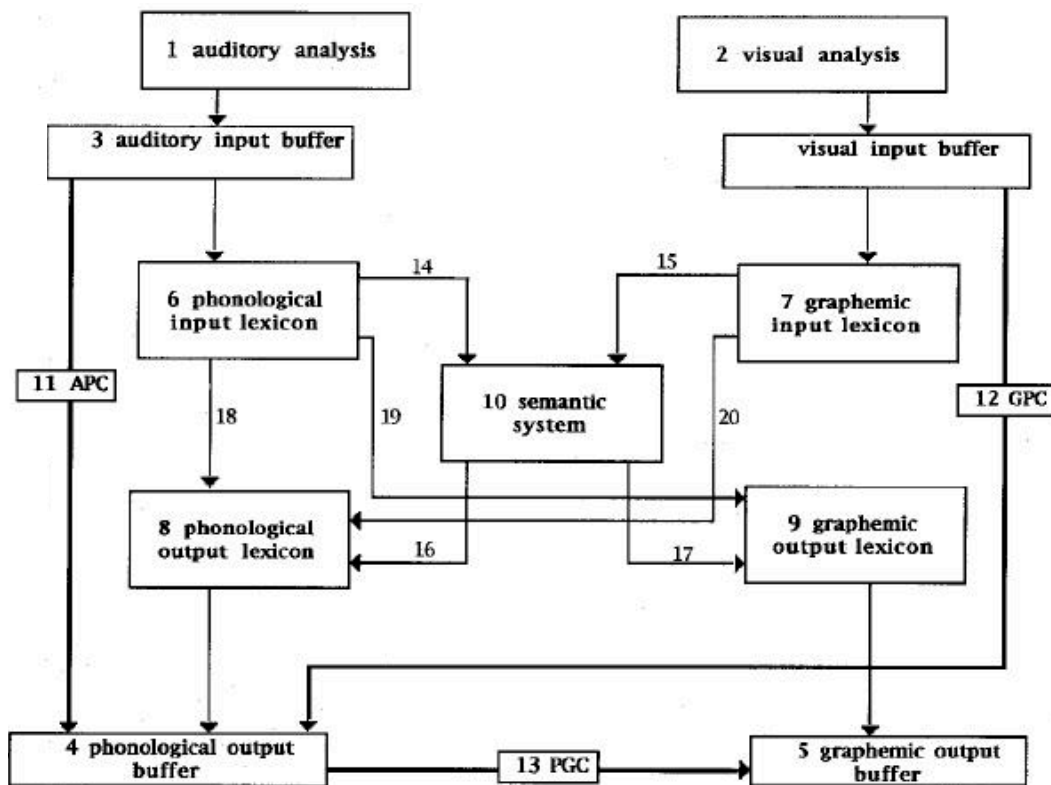 1 auditory analysis
2 visual analysis
3 auditory input buffer
visual input buffer
14
15
6 phonological
input lexicon
7 graphemic
input lexicon
11 APC
18
19
10 semantic
system
20
12 GPC
8 phonological
output lexicon
16
17
9 graphemic
output lexicon
4 phonological output
buffer
13 PGC
5 graphemic output
buffer